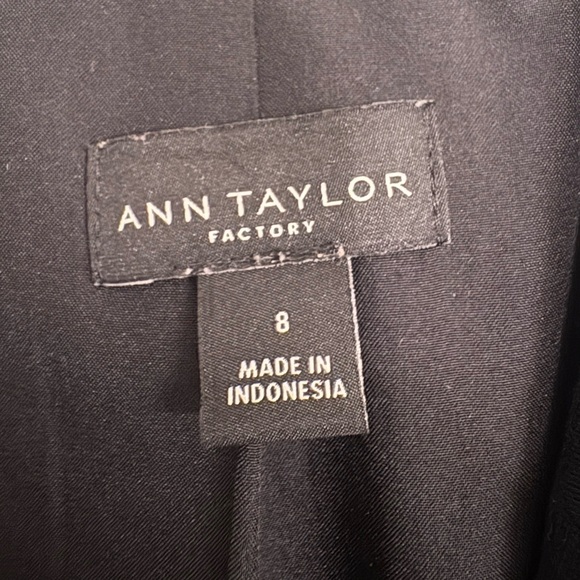 ANN TAYLOR
FACTORY
8
MADE IN
INDONESIA